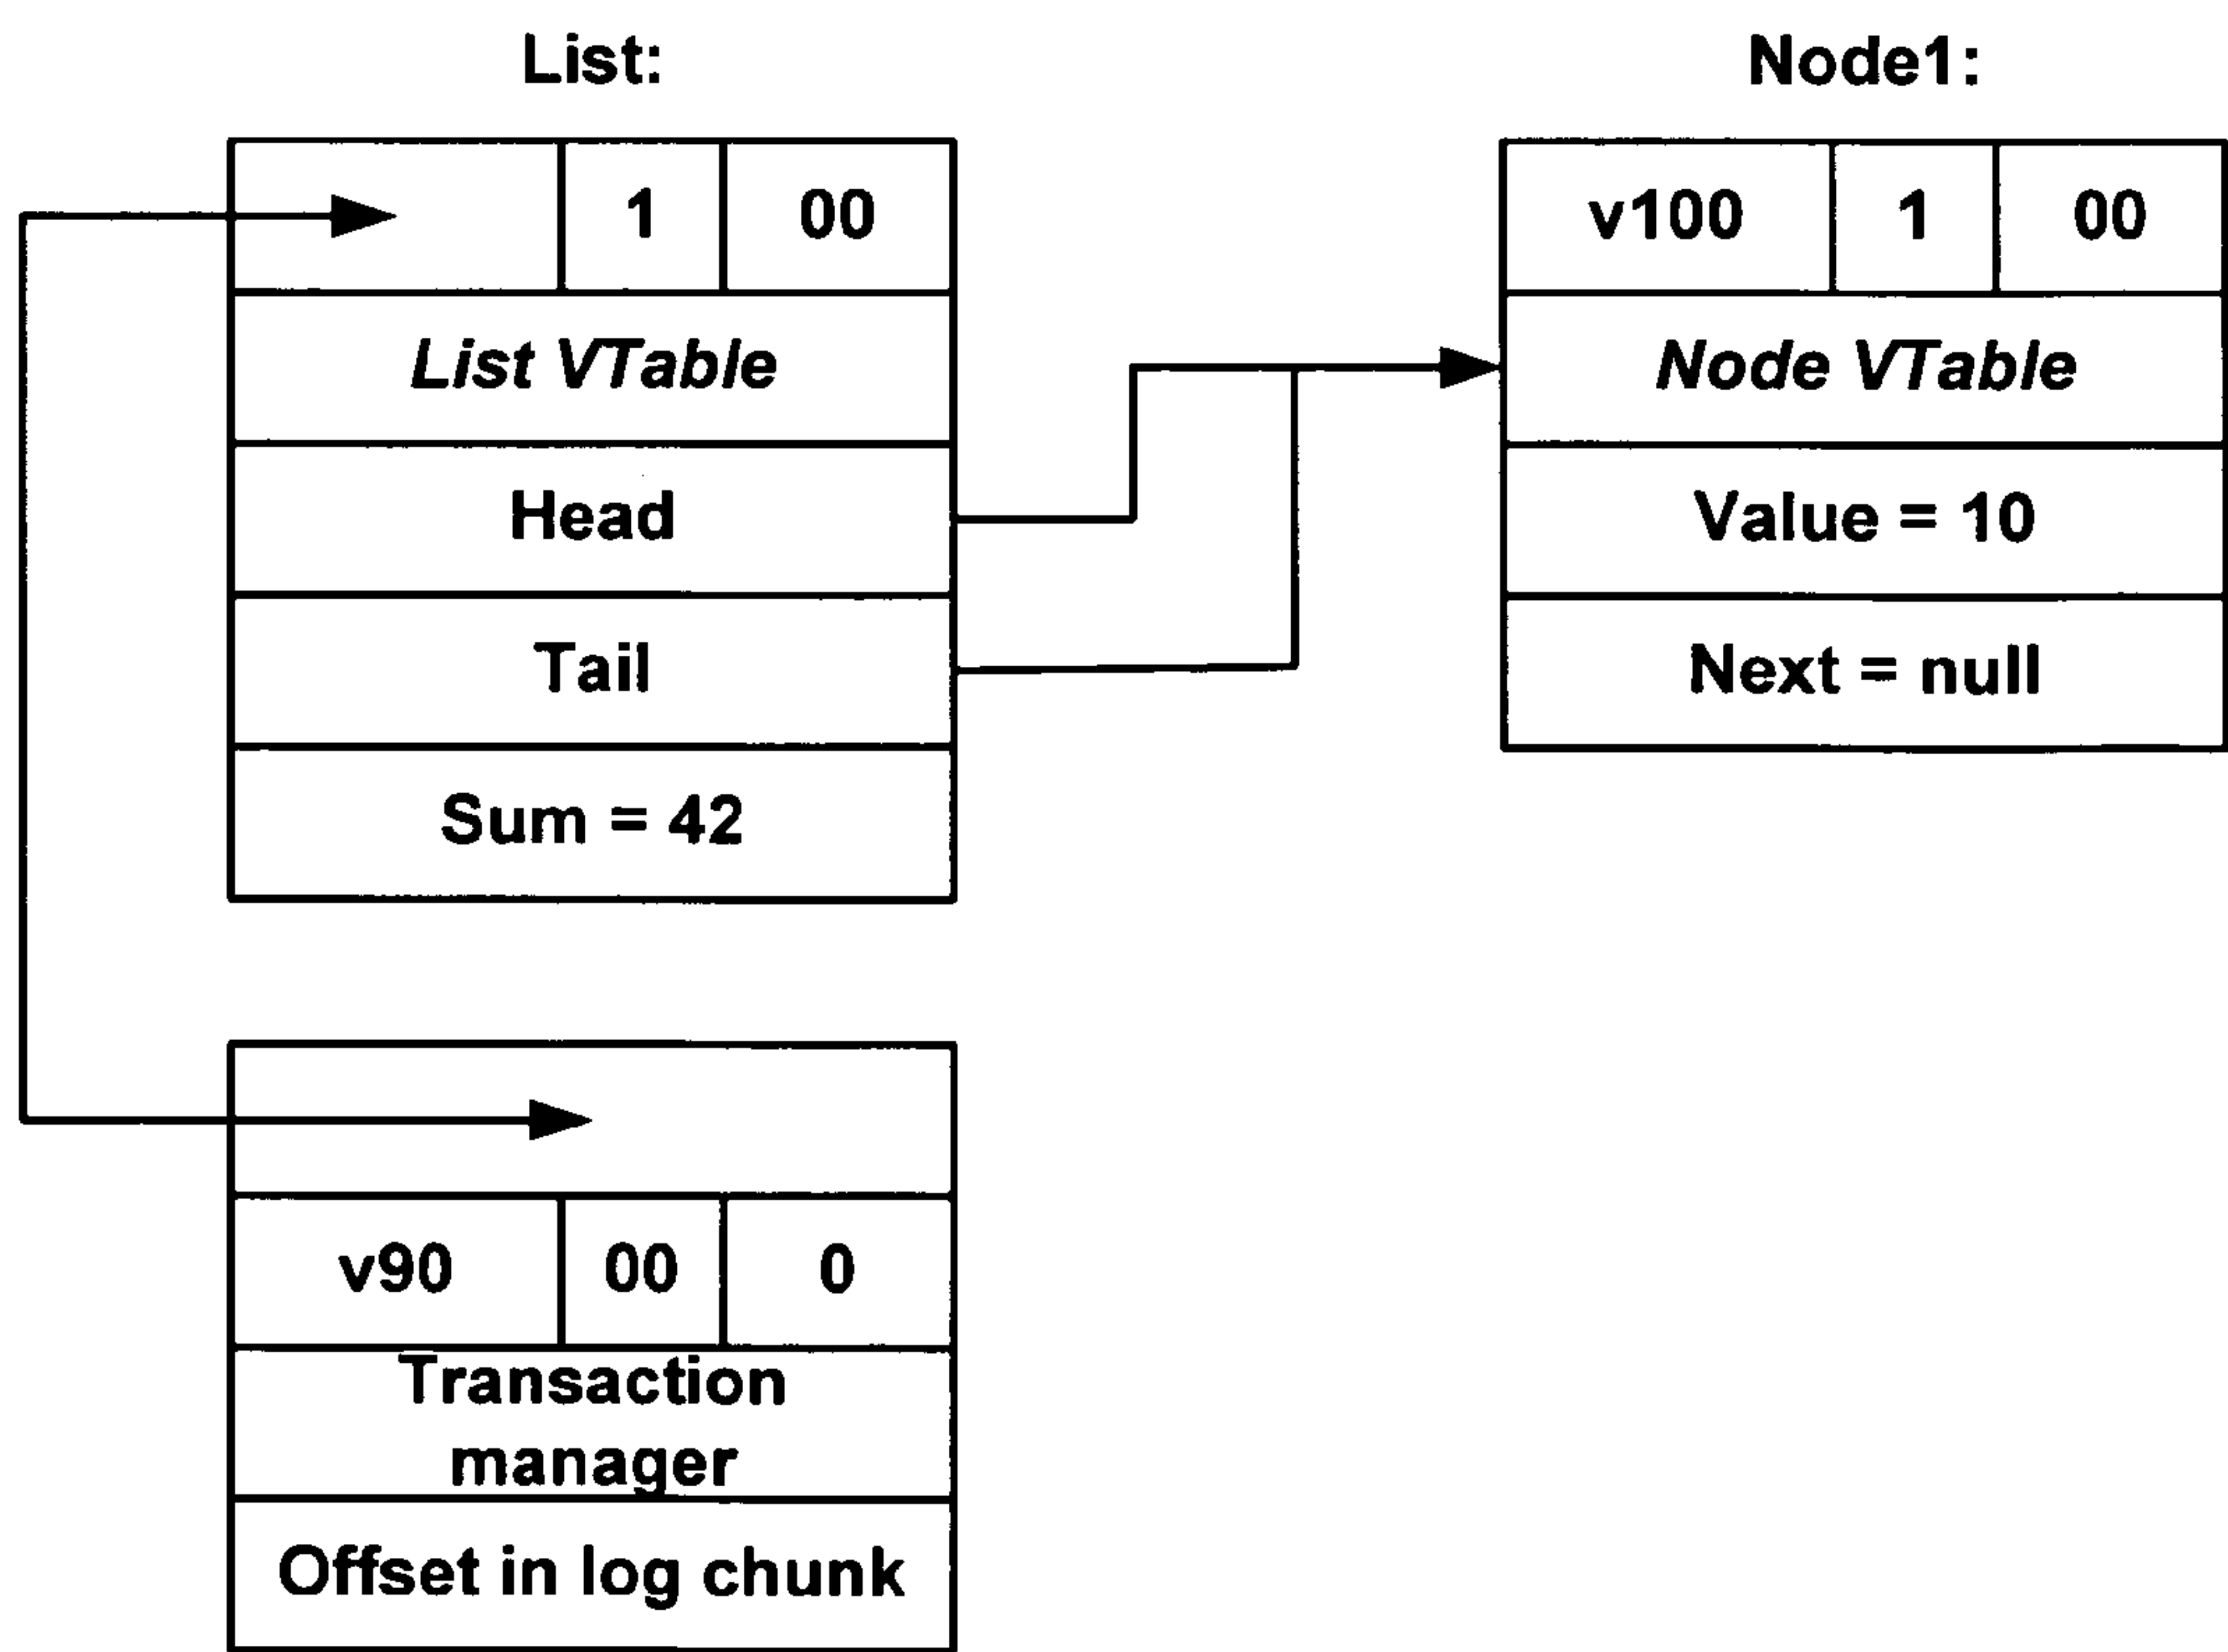 List:
1 00
List VTable
Head
Tail
Sum = 42
Node1:
v100 1 00
Node VTable
Value = 10
Next = null
v90 00 0
Transaction
manager
Offset in log chunk